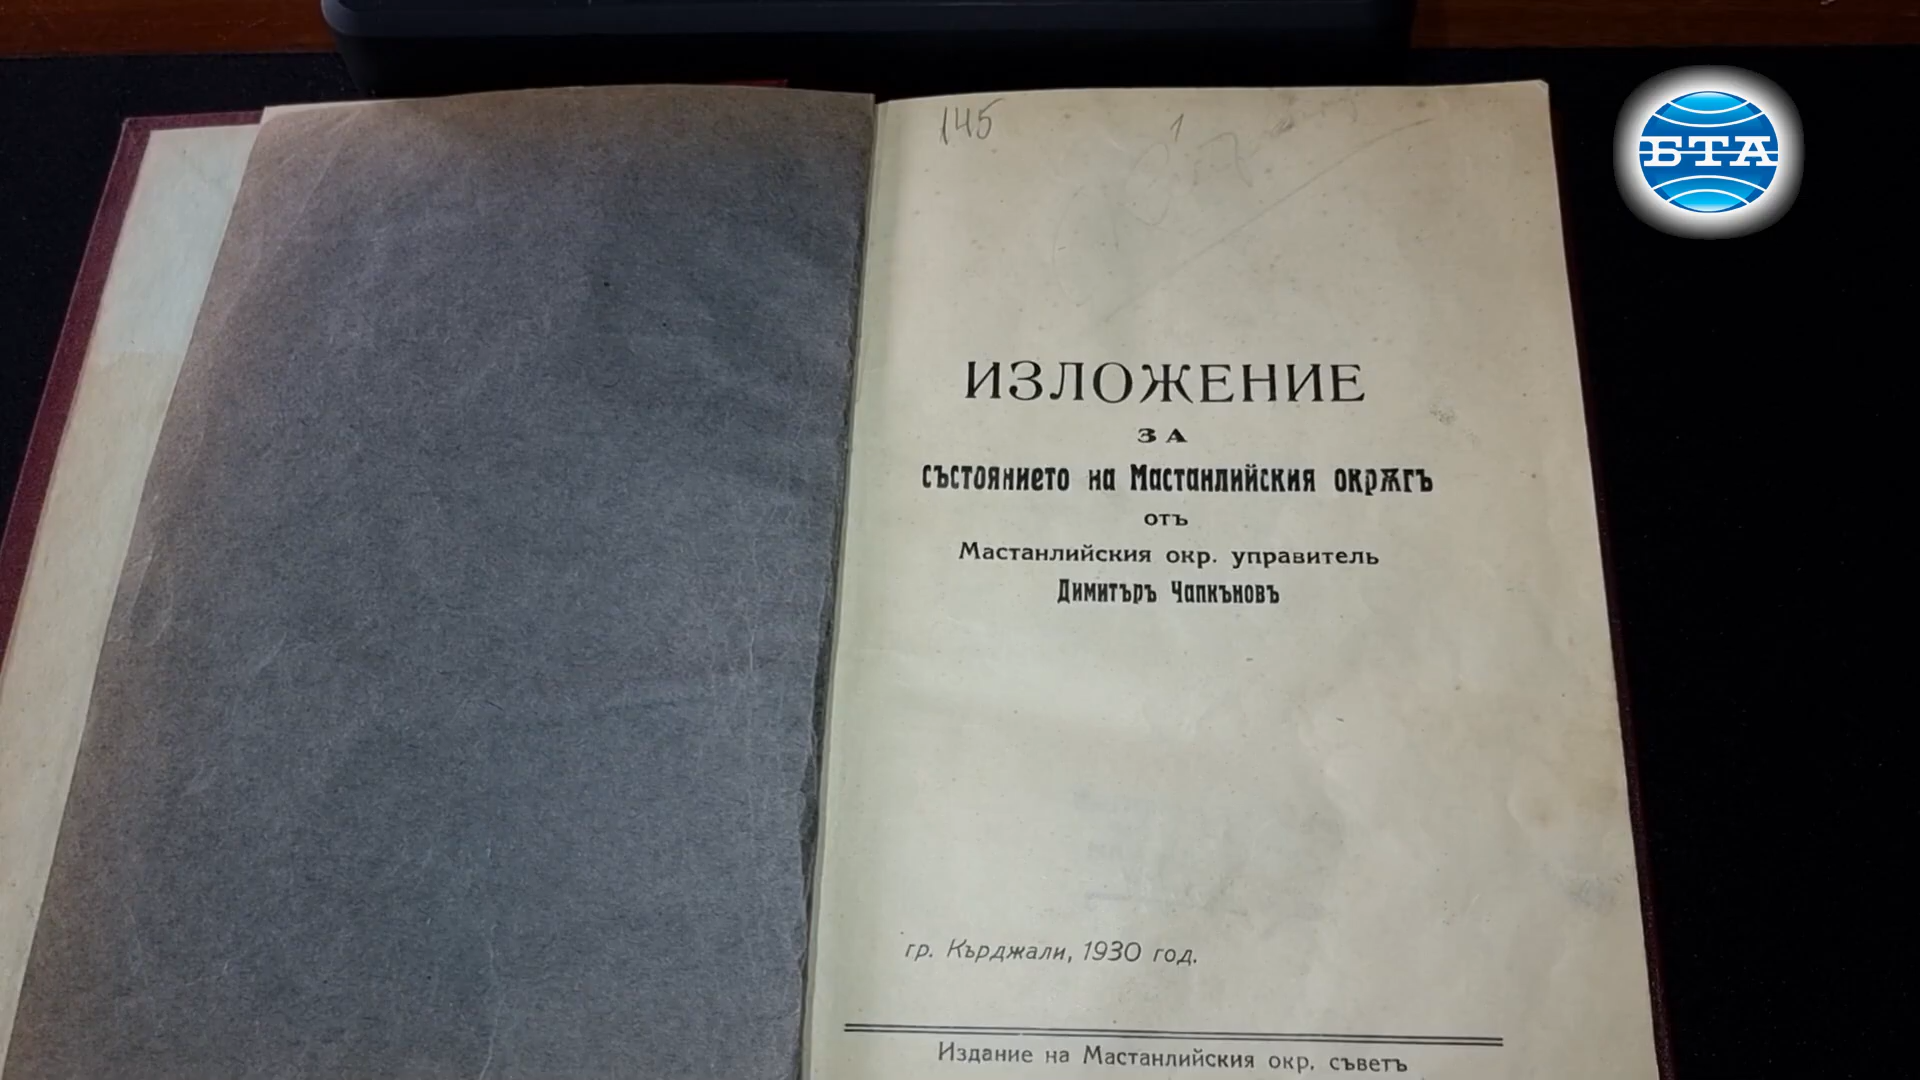 145
БТА
ИЗЛОЖЕНИЕ
ЗА
състоянието на Мастанлийския окрѫгъ
отъ
Мастанлийския окр. управитель
Димитъръ Чапкъновъ
гр. Кърджали, 1930 год.
Издание на Мастанлийския окр. съветъ